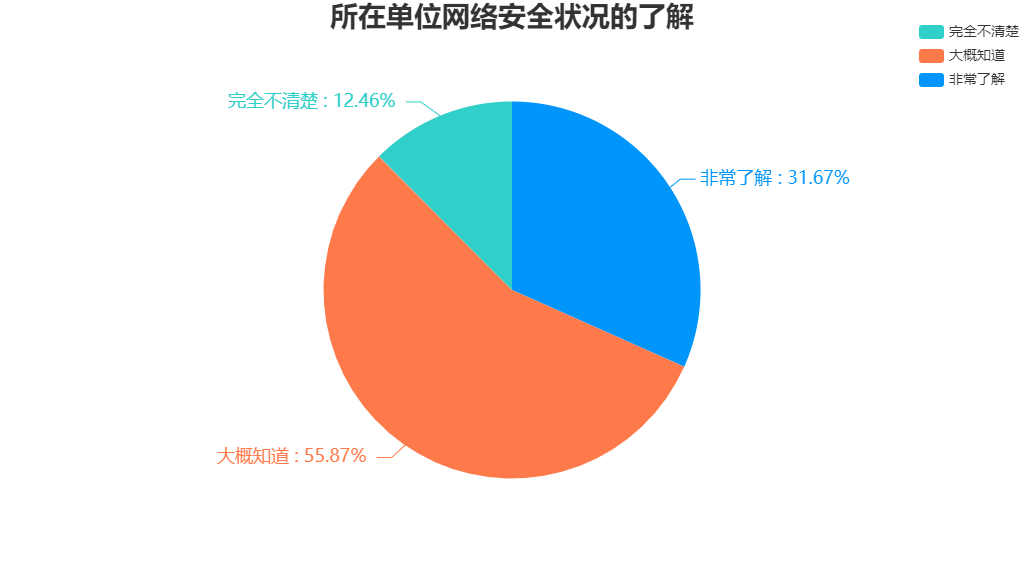 所在单位网络安全状况的了解
完全不清楚
大概知道
非常了解
完全不清楚 : 12.46%
非常了解 : 31.67%
大概知道 : 55.87%